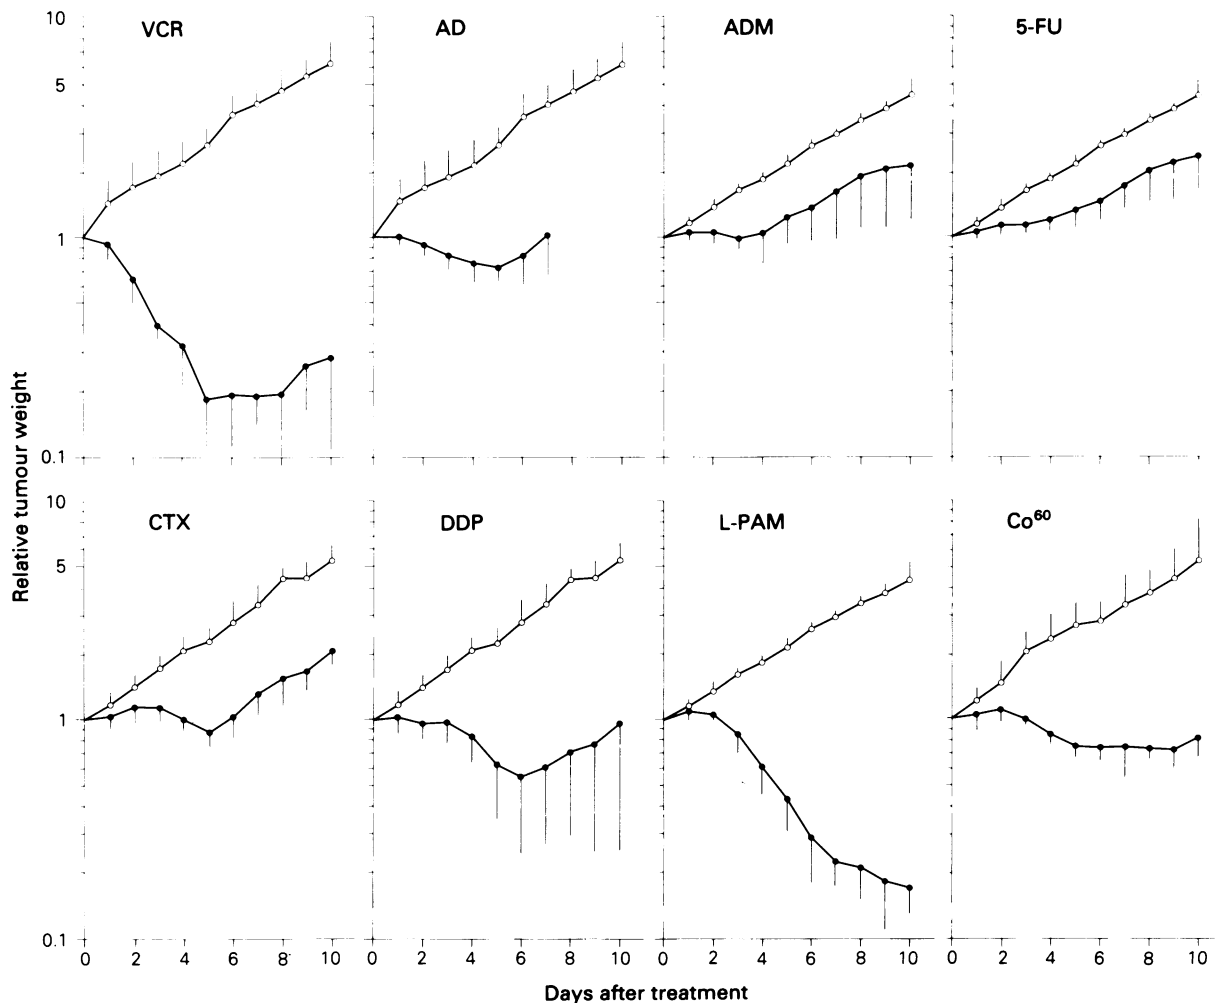 10
5
1
0.1
VCR
AD
ADM
5-FU
Relative tumour weight
10
5
1
0.1
CTX
DDP
L-PAM
Co⁶⁰
0 2 4 6 8 10
0 2 4 6 8 10
0 2 4 6 8 10
0 2 4 6 8 10
Days after treatment